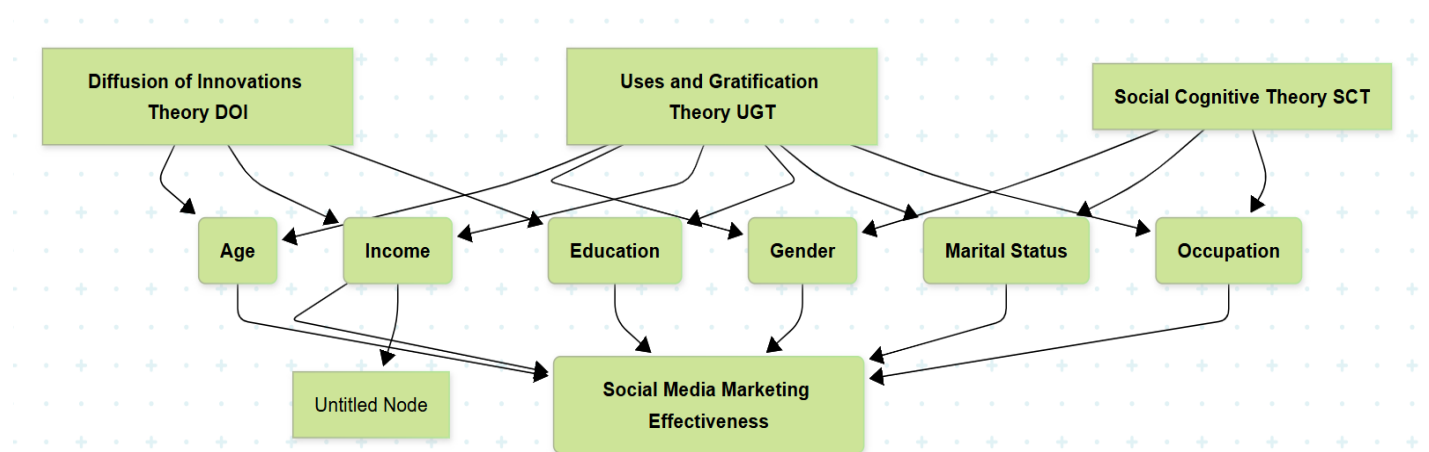 Diffusion of Innovations
Theory DOI
Uses and Gratification
Theory UGT
Social Cognitive Theory SCT
Age
Income
Education
Gender
Marital Status
Occupation
Untitled Node
Social Media Marketing
Effectiveness